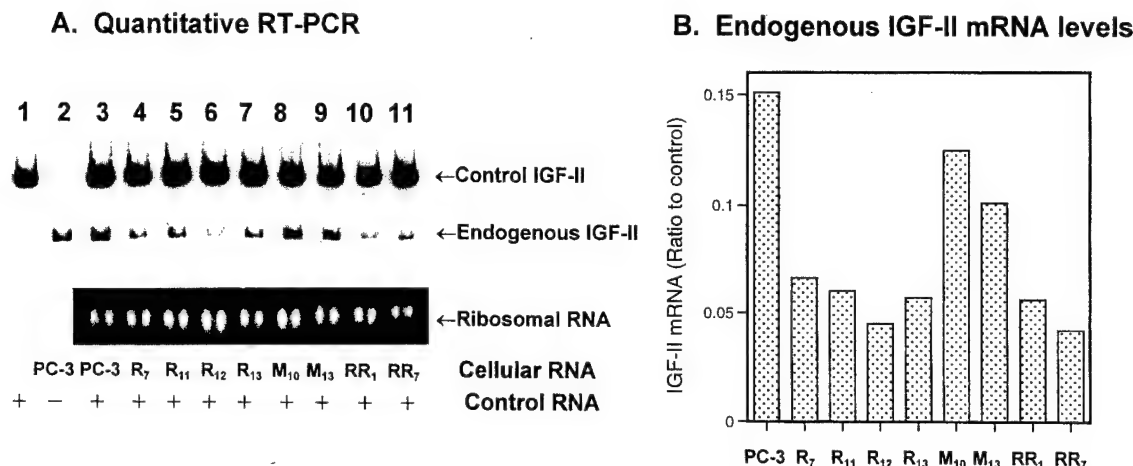 A. Quantitative RT-PCR
1 2 3 4 5 6 7 8 9 10 11
←Control IGF-II
←Endogenous IGF-II
←Ribosomal RNA
PC-3 PC-3 R₇ R₁₁ R₁₂ R₁₃ M₁₀ M₁₃ RR₁ RR₇ Cellular RNA
+ − + + + + + + + + + Control RNA
B. Endogenous IGF-II mRNA levels
IGF-II mRNA (Ratio to control)
0.15
0.1
0.05
0
PC-3 R₇ R₁₁ R₁₂ R₁₃ M₁₀ M₁₃ RR₁ RR₇